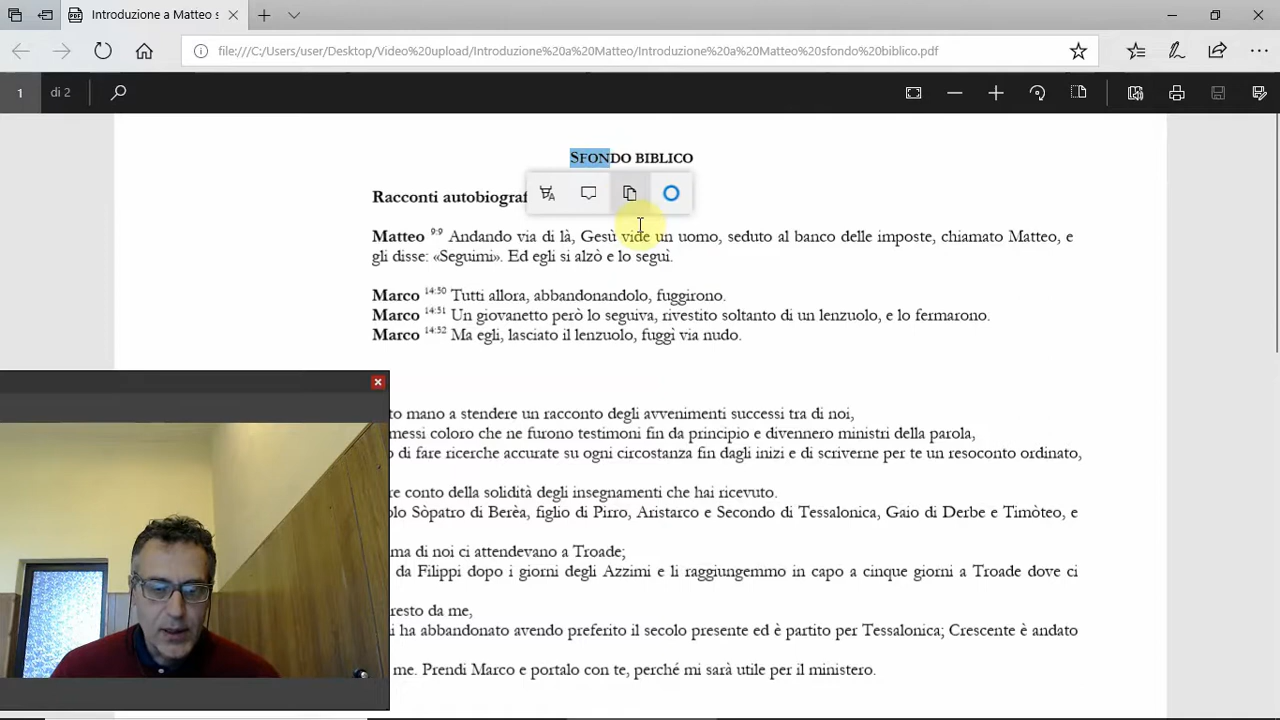 Introduzione a Matteo s
file:///C:/Users/user/Desktop/Video%20upload/Introduzione%20a%20Matteo/Introduzione%20a%20Matteo%20sfondo%20biblico.pdf
1 di 2
SFONDO BIBLICO
Racconti autobiograf
Matteo 9:9 Andando via di là, Gesù vide un uomo, seduto al banco delle imposte, chiamato Matteo, e
gli disse: «Seguimi». Ed egli si alzò e lo seguì.
Marco 14:50 Tutti allora, abbandonandolo, fuggirono.
Marco 14:51 Un giovanetto però lo seguiva, rivestito soltanto di un lenzuolo, e lo fermarono.
Marco 14:52 Ma egli, lasciato il lenzuolo, fuggì via nudo.
to mano a stendere un racconto degli avvenimenti successi tra di noi,
messi coloro che ne furono testimoni fin da principio e divennero ministri della parola,
o di fare ricerche accurate su ogni circostanza fin dagli inizi e di scriverne per te un resoconto ordinato,
re conto della solidità degli insegnamenti che hai ricevuto.
olo Sòpatro di Berèa, figlio di Pirro, Aristarco e Secondo di Tessalonica, Gaio di Derbe e Timòteo, e
ma di noi ci attendevano a Troade;
da Filippi dopo i giorni degli Azzimi e li raggiungemmo in capo a cinque giorni a Troade dove ci
resto da me,
i ha abbandonato avendo preferito il secolo presente ed è partito per Tessalonica; Crescente è andato
me. Prendi Marco e portalo con te, perché mi sarà utile per il ministero.